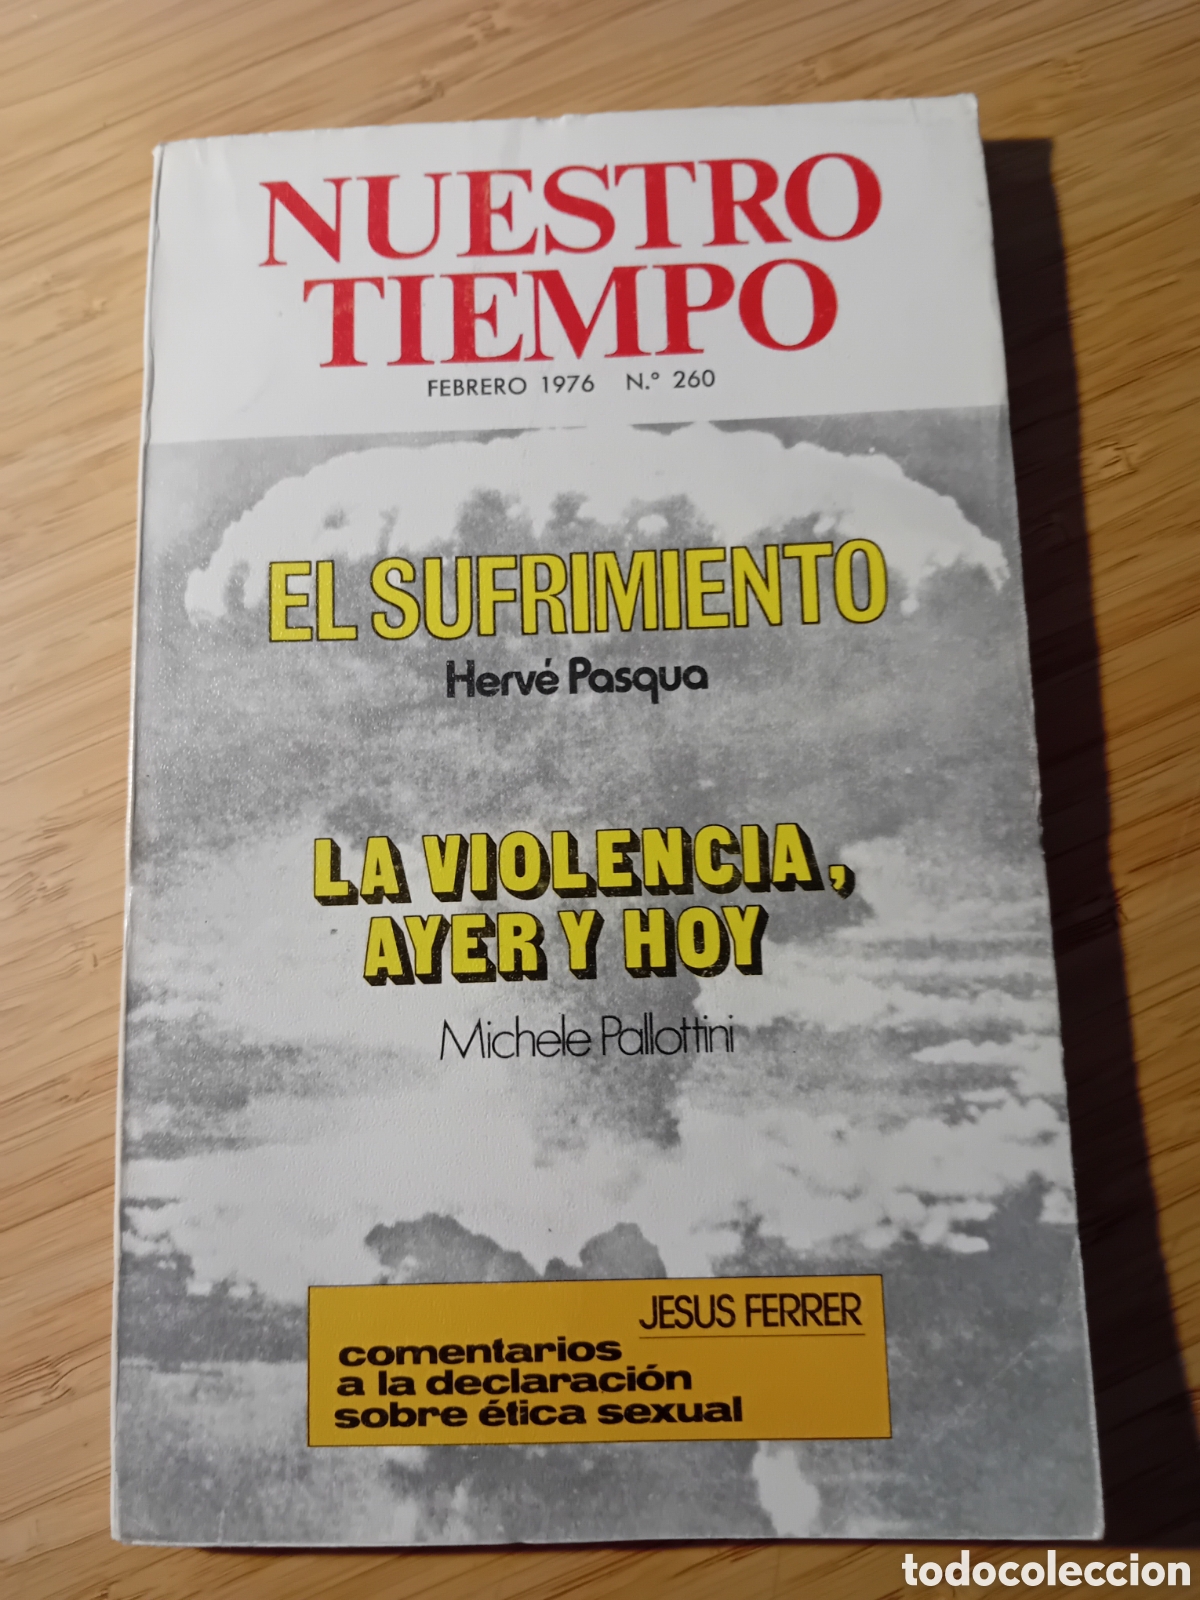 NUESTRO
TIEMPO
FEBRERO 1976 N.º 260
EL SUFRIMIENTO
Hervé Pasqua
LA VIOLENCIA,
AYER Y HOY
Michele Pallottini
JESUS FERRER
comentarios
a la declaración
sobre ética sexual
todocoleccion